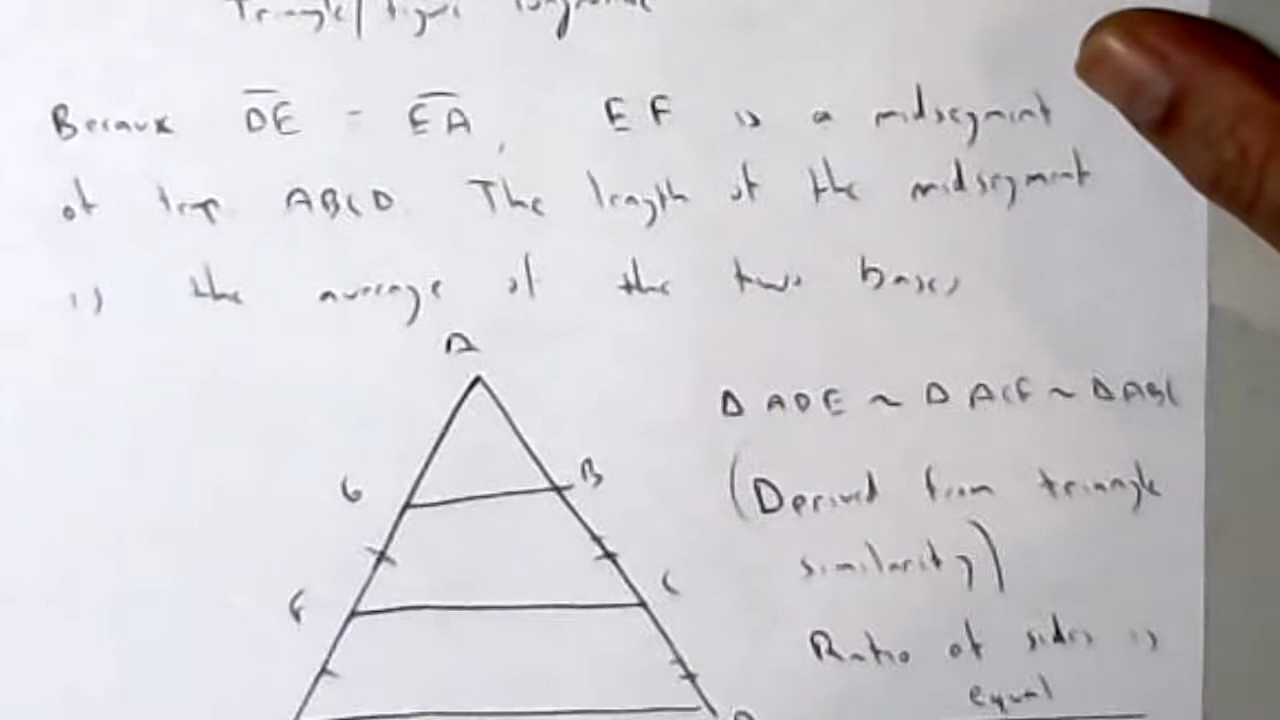 Triangle/
Because DE = EA, EF is a midsegment
of trap ABCD. The length of the midsegment
is the average of the two bases
A
Δ ADE ~ Δ ACF ~ Δ ABG
G B
(Derived from triangle
similarity)
F C
Ratio of sides is
equal
D